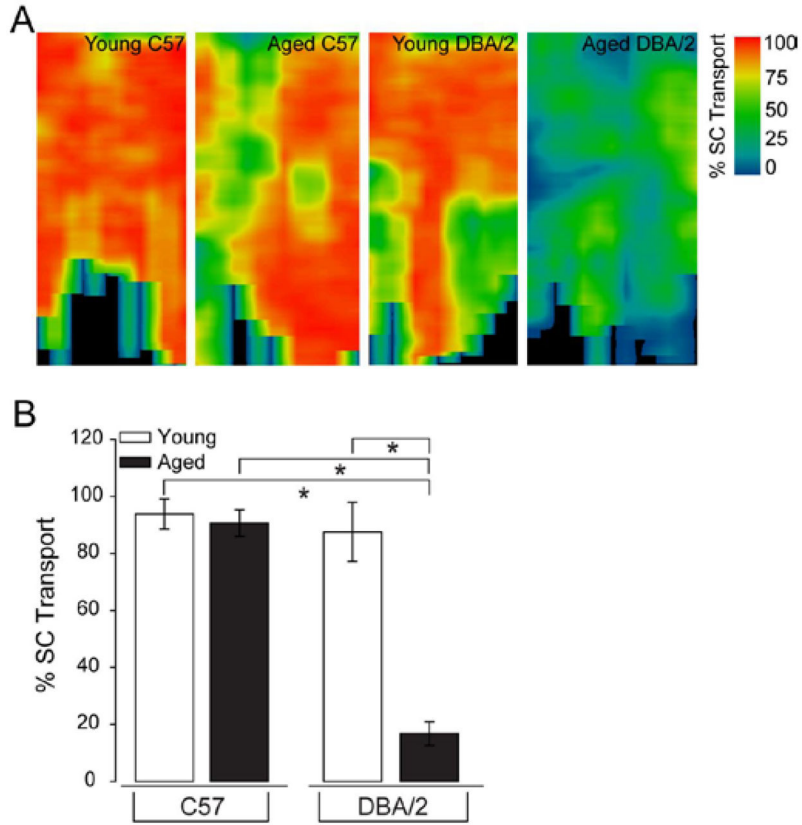 A
Young C57
Aged C57
Young DBA/2
Aged DBA/2
% SC Transport
100
75
50
25
0
B
Young
Aged
% SC Transport
120
100
80
60
40
20
0
*
*
*
C57
DBA/2